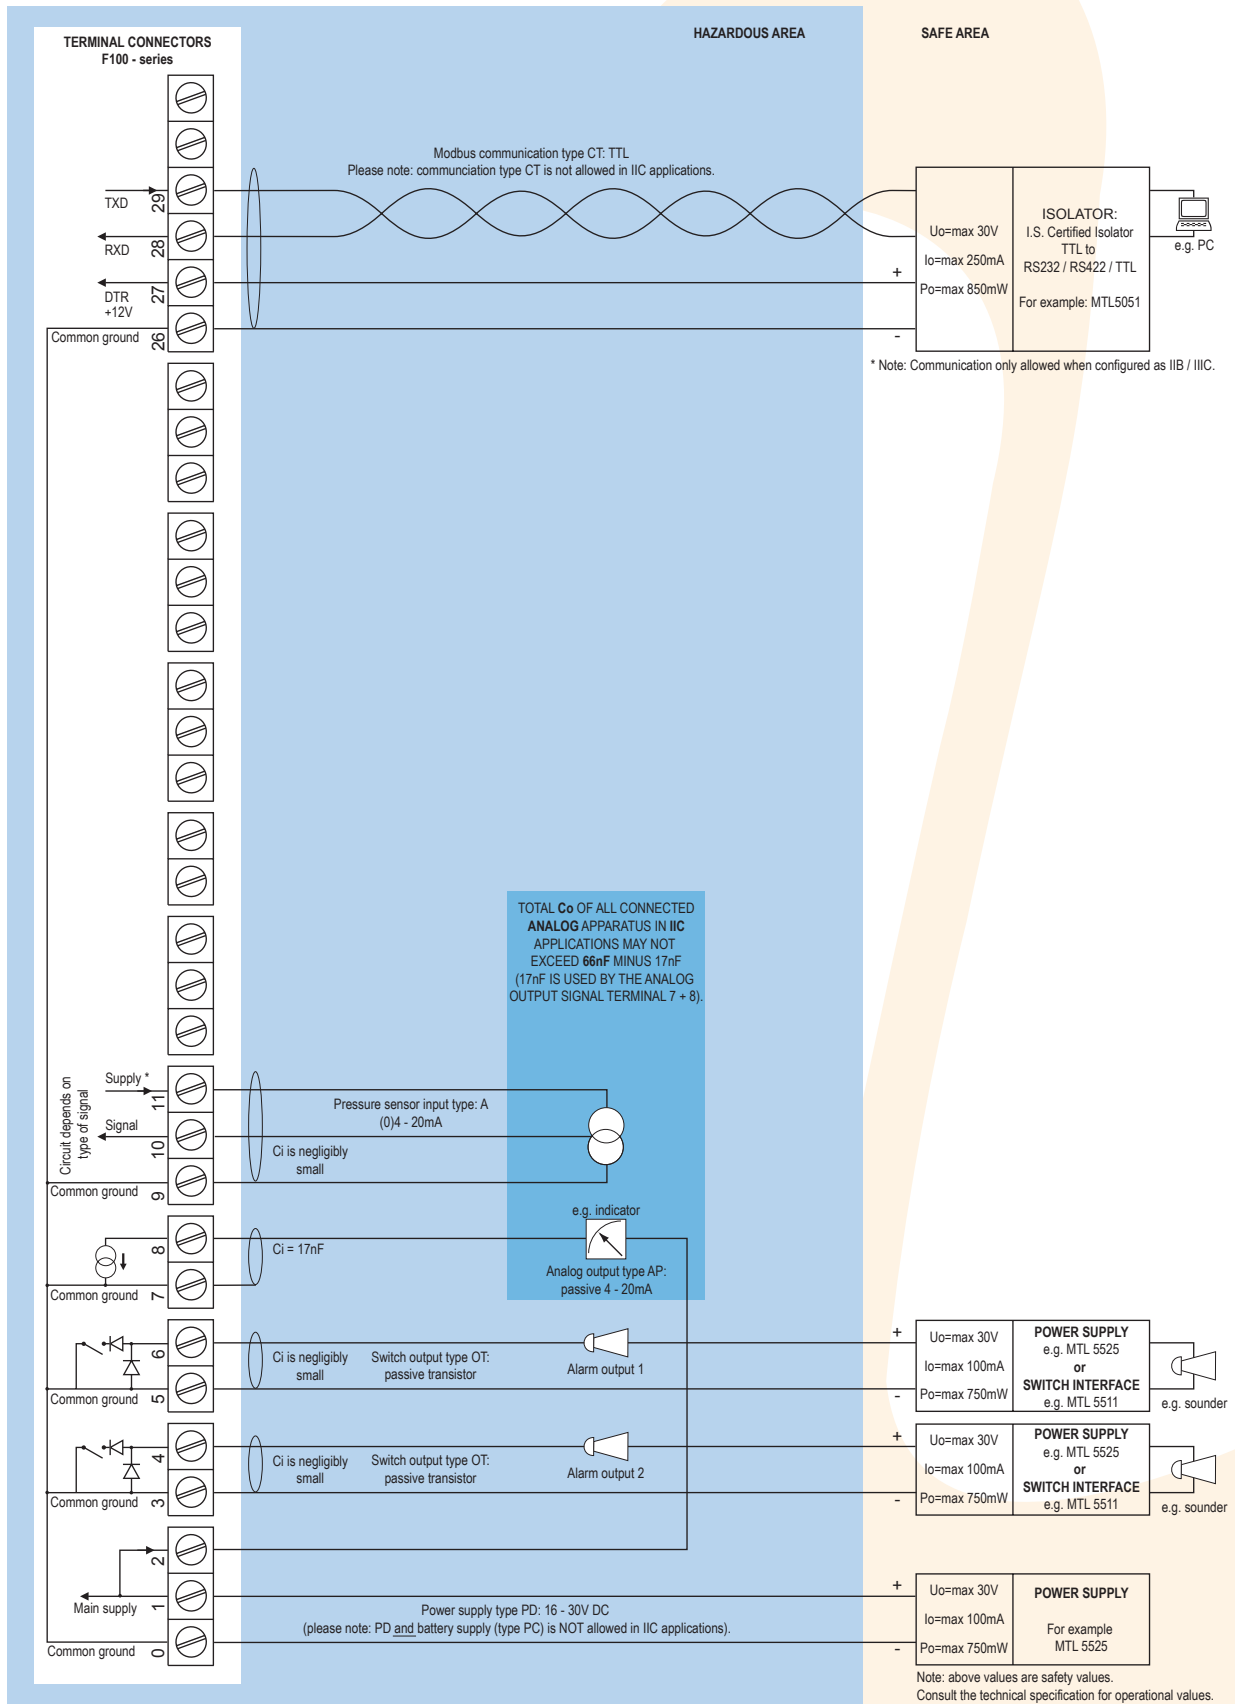 HAZARDOUS AREA
SAFE AREA
TERMINAL CONNECTORS
F100 - series
Modbus communication type CT: TTL
Please note: communciation type CT is not allowed in IIC applications.
TXD
29
RXD
28
DTR
+12V
27
Common ground
26
+
-
Uo=max 30V
Io=max 250mA
Po=max 850mW
ISOLATOR:
I.S. Certified Isolator
TTL to
RS232 / RS422 / TTL
For example: MTL5051
e.g. PC
* Note: Communication only allowed when configured as IIB / IIIC.
TOTAL Co OF ALL CONNECTED
ANALOG APPARATUS IN IIC
APPLICATIONS MAY NOT
EXCEED 66nF MINUS 17nF
(17nF IS USED BY THE ANALOG
OUTPUT SIGNAL TERMINAL 7 + 8).
Circuit depends on
type of signal
Supply *
11
Signal
10
Common ground
9
Pressure sensor input type: A
(0)4 - 20mA
Ci is negligibly
small
8
Common ground
7
Ci = 17nF
e.g. indicator
Analog output type AP:
passive 4 - 20mA
6
Common ground
5
Ci is negligibly
small
Switch output type OT:
passive transistor
Alarm output 1
+
-
Uo=max 30V
Io=max 100mA
Po=max 750mW
POWER SUPPLY
e.g. MTL 5525
or
SWITCH INTERFACE
e.g. MTL 5511
e.g. sounder
4
Common ground
3
Ci is negligibly
small
Switch output type OT:
passive transistor
Alarm output 2
+
-
Uo=max 30V
Io=max 100mA
Po=max 750mW
POWER SUPPLY
e.g. MTL 5525
or
SWITCH INTERFACE
e.g. MTL 5511
e.g. sounder
2
Main supply
1
Common ground
0
Power supply type PD: 16 - 30V DC
(please note: PD and battery supply (type PC) is NOT allowed in IIC applications).
+
-
Uo=max 30V
Io=max 100mA
Po=max 750mW
POWER SUPPLY
For example
MTL 5525
Note: above values are safety values.
Consult the technical specification for operational values.